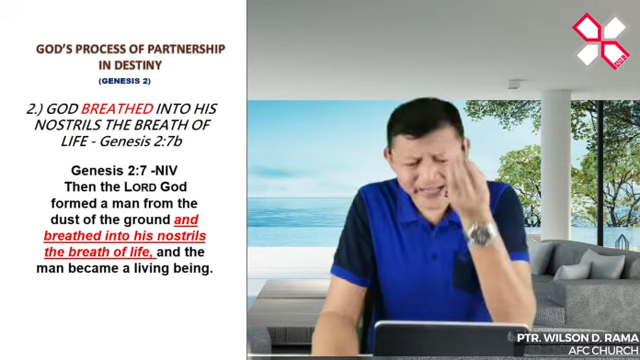 GOD'S PROCESS OF PARTNERSHIP
IN DESTINY
(GENESIS 2)
2.) GOD BREATHED INTO HIS
NOSTRILS THE BREATH OF
LIFE - Genesis 2:7b
Genesis 2:7 -NIV
Then the LORD God
formed a man from the
dust of the ground and
breathed into his nostrils
the breath of life, and the
man became a living being.
PTR. WILSON D. RAMA
AFC CHURCH